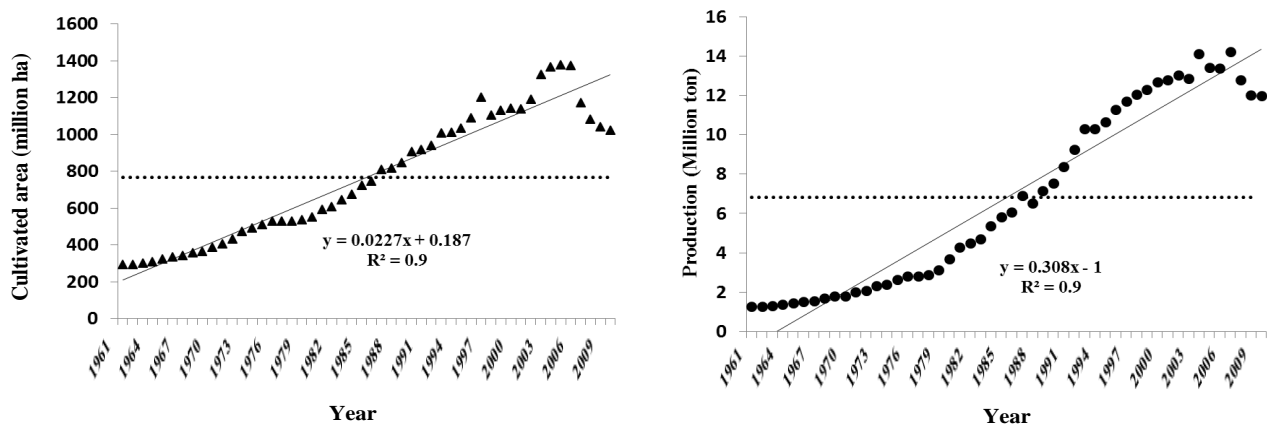 1600
1400
1200
1000
800
600
400
200
0
Cultivated area (million ha)
y = 0.0227x + 0.187
R² = 0.9
1961 1964 1967 1970 1973 1976 1979 1982 1985 1988 1991 1994 1997 2000 2003 2006 2009
Year
16
14
12
10
8
6
4
2
0
Production (Million ton)
y = 0.308x - 1
R² = 0.9
1961 1964 1967 1970 1973 1976 1979 1982 1985 1988 1991 1994 1997 2000 2003 2006 2009
Year